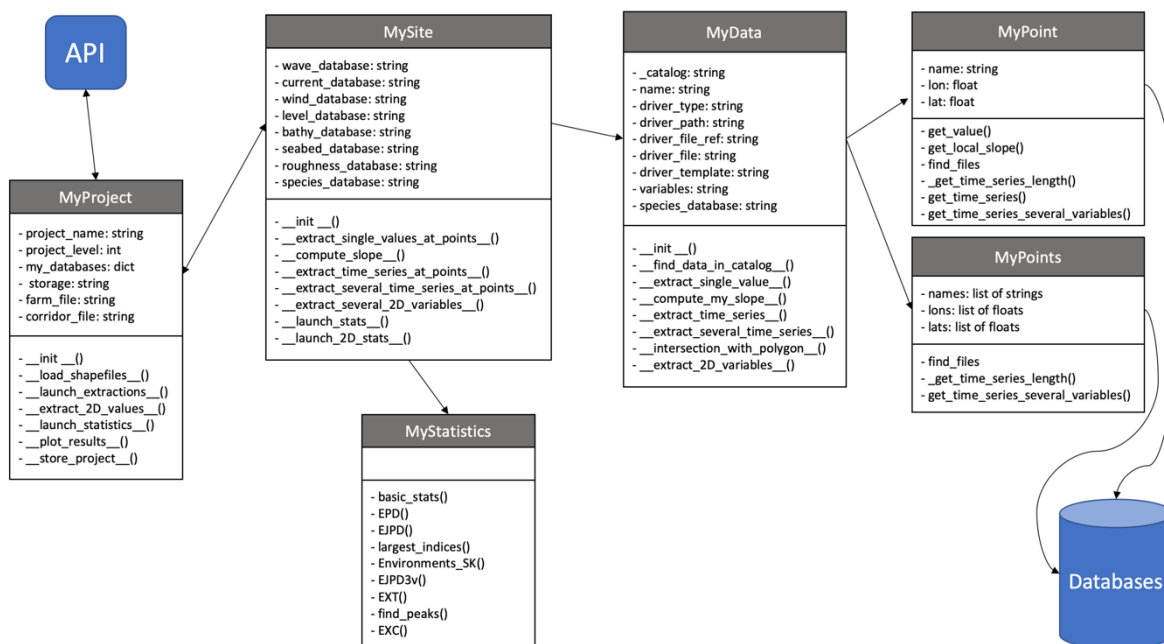 API
MyProject
- project_name: string
- project_level: int
- my_databases: dict
- storage: string
- farm_file: string
- corridor_file: string
- __init __()
- __load_shapefiles__()
- __launch_extractions__()
- __extract_2D_values__()
- __launch_statistics__()
- __plot_results__()
- __store_project__()
MySite
- wave_database: string
- current_database: string
- wind_database: string
- level_database: string
- bathy_database: string
- seabed_database: string
- roughness_database: string
- species_database: string
- __init __()
- __extract_single_values_at_points__()
- __compute_slope__()
- __extract_time_series_at_points__()
- __extract_several_time_series_at_points__()
- __extract_several_2D_variables__()
- __launch_stats__()
- __launch_2D_stats__()
MyStatistics
- basic_stats()
- EPD()
- EJPD()
- largest_indices()
- Environments_SK()
- EJPD3v()
- EXT()
- find_peaks()
- EXC()
MyData
- _catalog: string
- name: string
- driver_type: string
- driver_path: string
- driver_file_ref: string
- driver_file: string
- driver_template: string
- variables: string
- species_database: string
- __init __()
- __find_data_in_catalog__()
- __extract_single_value__()
- __compute_my_slope__()
- __extract_time_series__()
- __extract_several_time_series__()
- __intersection_with_polygon__()
- __extract_2D_variables__()
MyPoint
- name: string
- lon: float
- lat: float
- get_value()
- get_local_slope()
- find_files
- _get_time_series_length()
- get_time_series()
- get_time_series_several_variables()
MyPoints
- names: list of strings
- lons: list of floats
- lats: list of floats
- find_files
- _get_time_series_length()
- get_time_series_several_variables()
Databases